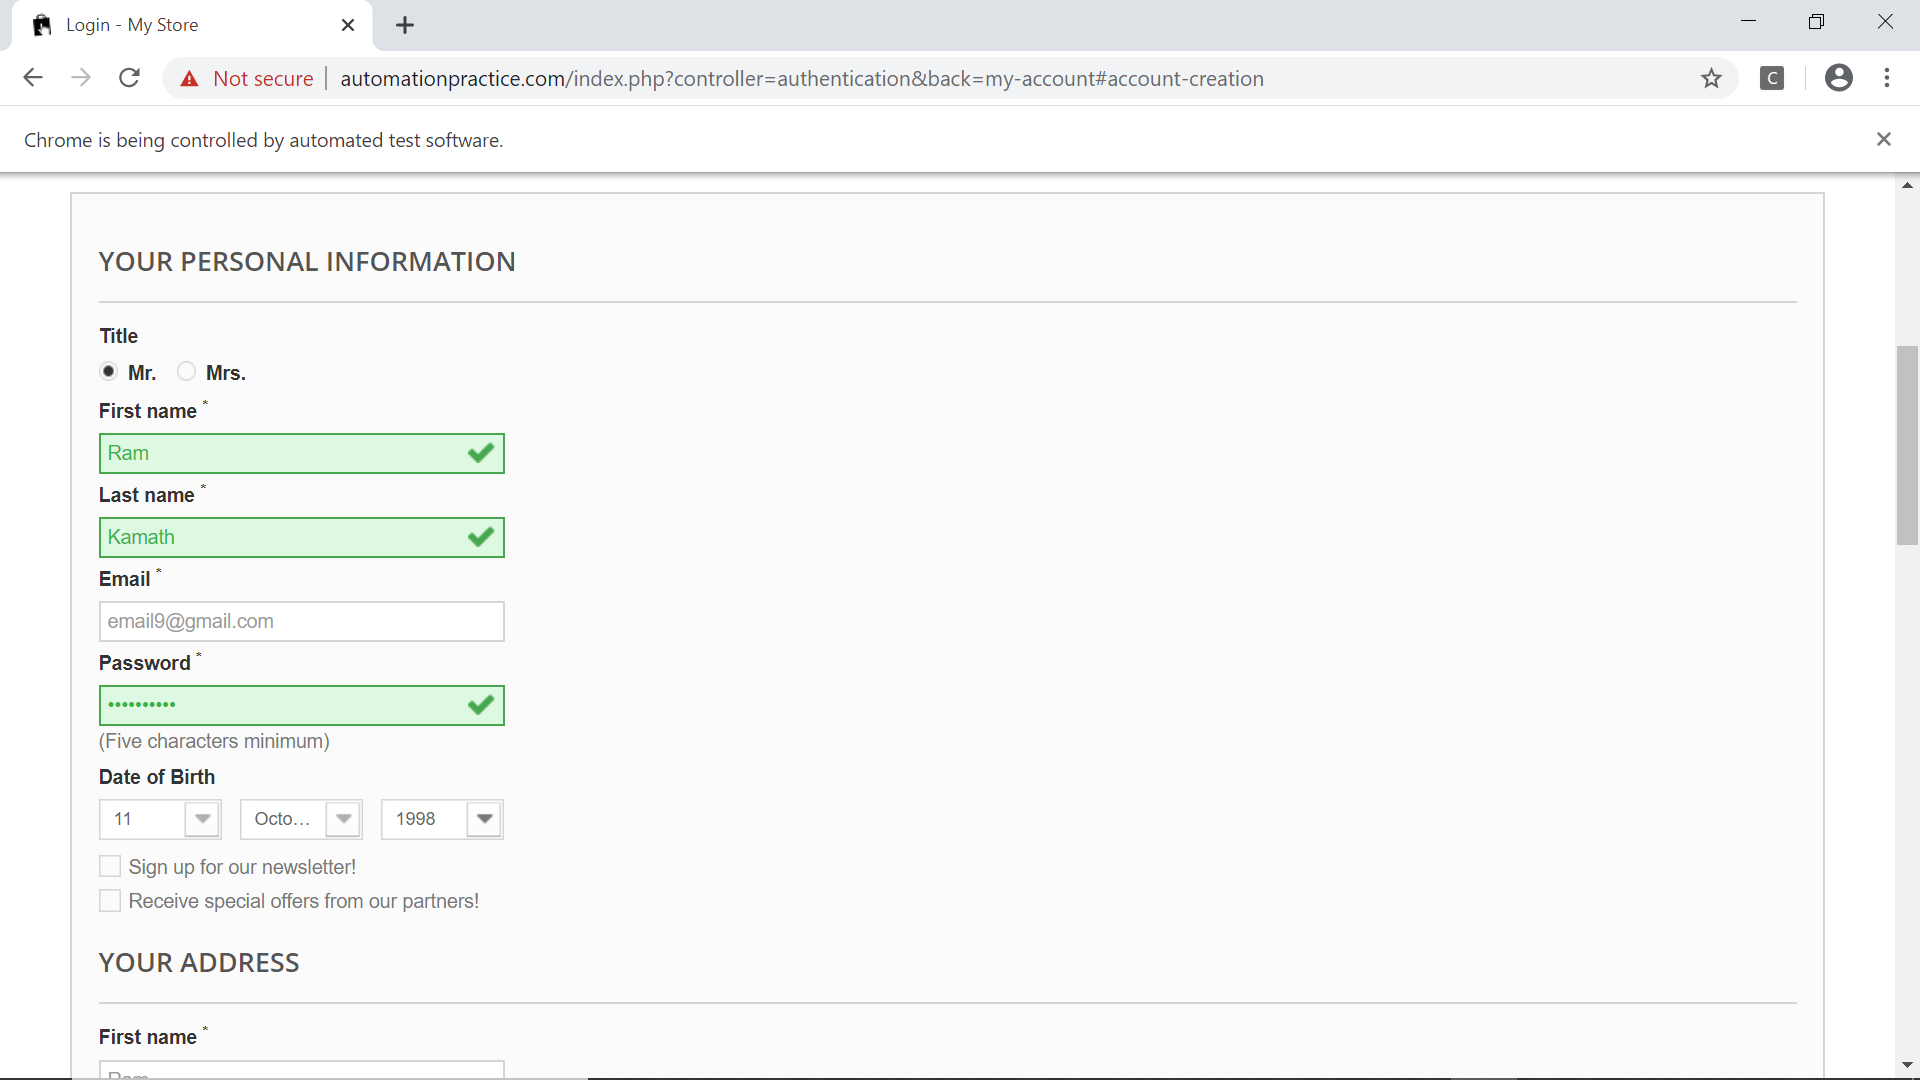 Login - My Store
Not secure
automationpractice.com/index.php?controller=authentication&back=my-account#account-creation
C
Chrome is being controlled by automated test software.
YOUR PERSONAL INFORMATION
Title
Mr. Mrs.
First name *
Ram
Last name *
Kamath
Email *
email9@gmail.com
Password *
••••••••••
(Five characters minimum)
Date of Birth
11 Octo... 1998
Sign up for our newsletter!
Receive special offers from our partners!
YOUR ADDRESS
First name *
Ram